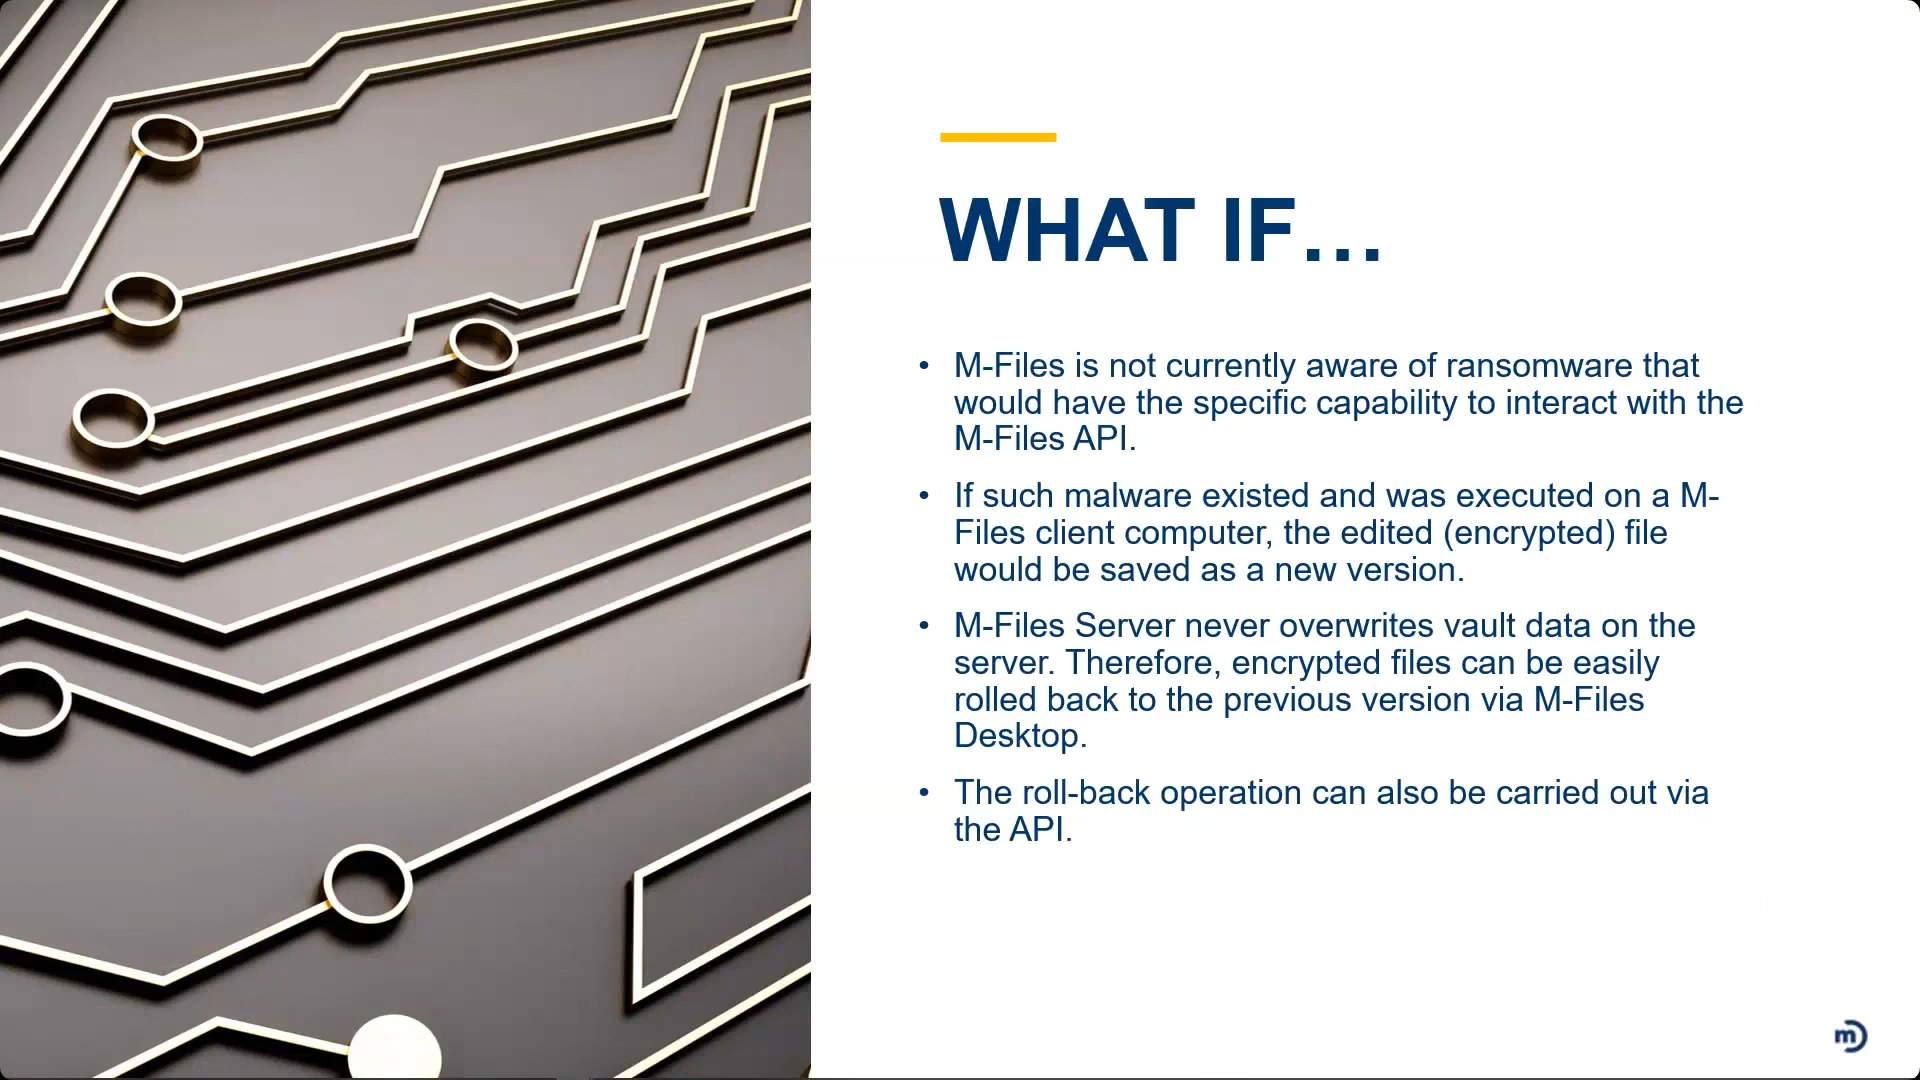 WHAT IF...
• M-Files is not currently aware of ransomware that
would have the specific capability to interact with the
M-Files API.
• If such malware existed and was executed on a M-
Files client computer, the edited (encrypted) file
would be saved as a new version.
• M-Files Server never overwrites vault data on the
server. Therefore, encrypted files can be easily
rolled back to the previous version via M-Files
Desktop.
• The roll-back operation can also be carried out via
the API.
m